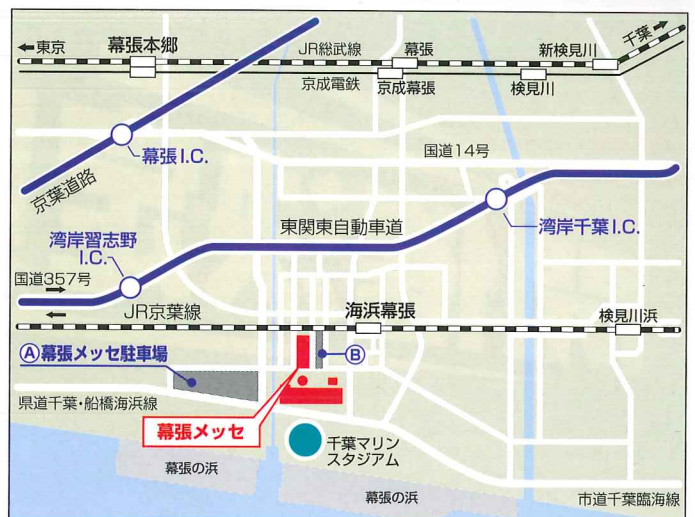 ←東京
幕張本郷
JR総武線
幕張
新検見川
千葉→
京成電鉄
京成幕張
検見川
幕張I.C.
国道14号
京葉道路
東関東自動車道
湾岸千葉I.C.
湾岸習志野
I.C.
国道357号
→
←
JR京葉線
海浜幕張
検見川浜
Ⓐ幕張メッセ駐車場
Ⓑ
県道千葉・船橋海浜線
幕張メッセ
千葉マリン
スタジアム
幕張の浜
幕張の浜
市道千葉臨海線